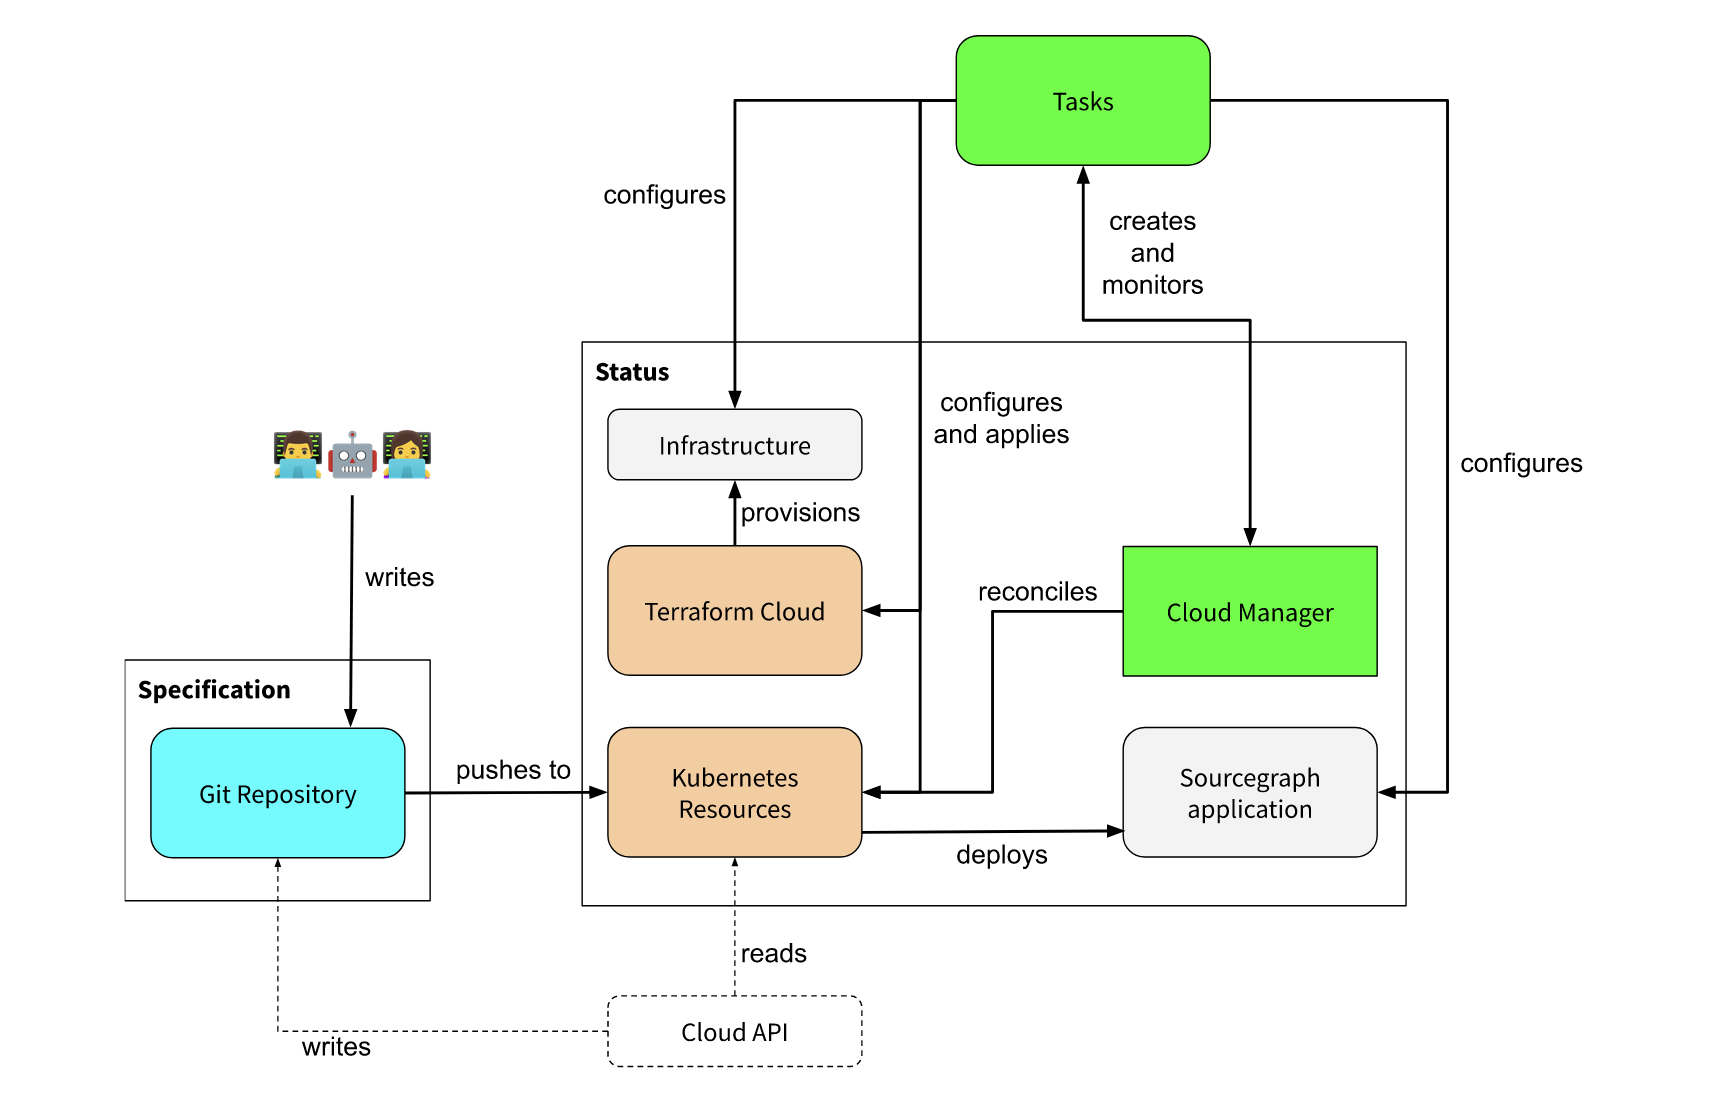 Tasks
configures
creates
and
monitors
Status
configures
and applies
Infrastructure
configures
provisions
writes
reconciles
Terraform Cloud
Cloud Manager
Specification
pushes to
Kubernetes
Resources
Sourcegraph
application
Git Repository
deploys
reads
Cloud API
writes